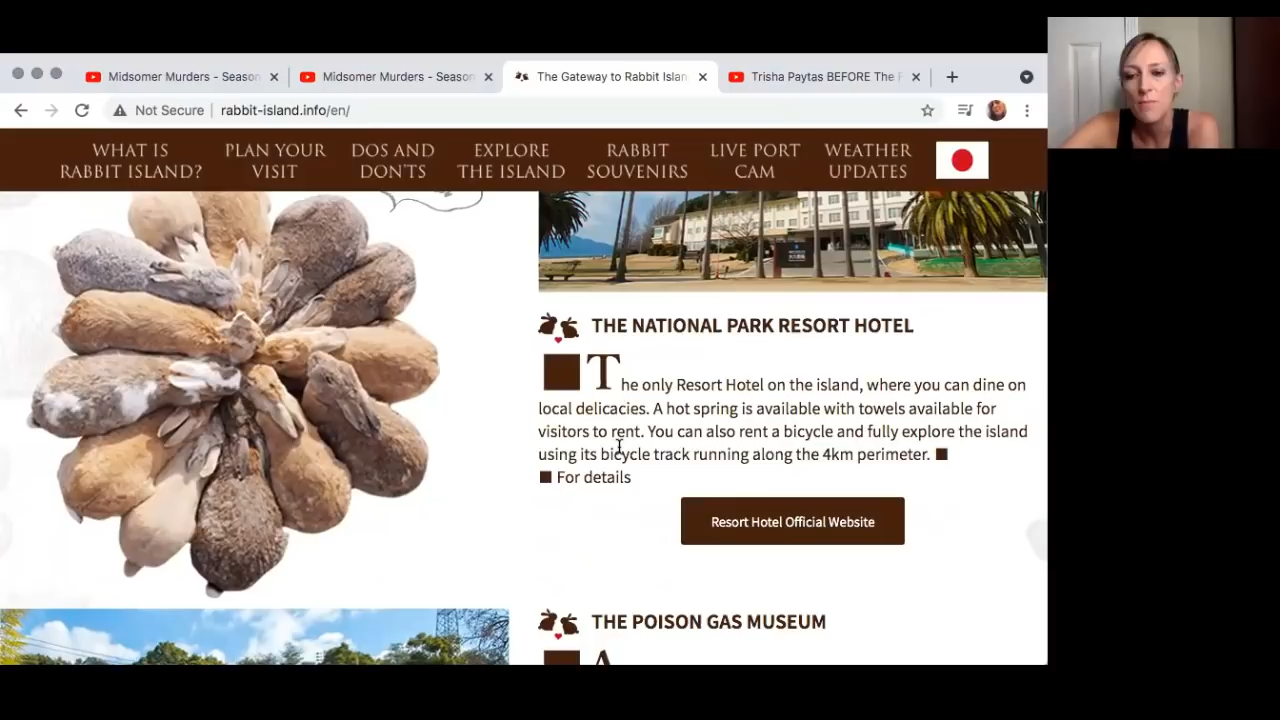 Midsomer Murders - Season
Midsomer Murders - Season
The Gateway to Rabbit Islan
Trisha Paytas BEFORE The F
Not Secure
rabbit-island.info/en/
WHAT IS
RABBIT ISLAND?
PLAN YOUR
VISIT
DOS AND
DON'TS
EXPLORE
THE ISLAND
RABBIT
SOUVENIRS
LIVE PORT
CAM
WEATHER
UPDATES
THE NATIONAL PARK RESORT HOTEL
The only Resort Hotel on the island, where you can dine on
local delicacies. A hot spring is available with towels available for
visitors to rent. You can also rent a bicycle and fully explore the island
using its bicycle track running along the 4km perimeter.
For details
Resort Hotel Official Website
THE POISON GAS MUSEUM
A